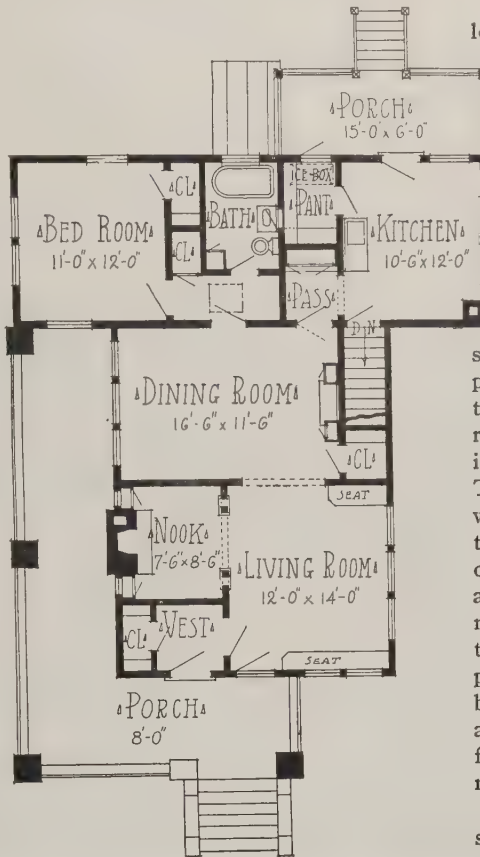 PORCH
15'-0" x 6'-0"
CL
BATH
ICE BOX
PANT
BED ROOM
11'-0" x 12'-0"
KITCHEN
10'-6" x 12'-0"
CL
PASS
DN
DINING ROOM
16'-6" x 11'-6"
CL
SEAT
NOOK
7'-6" x 8'-6"
LIVING ROOM
12'-0" x 14'-0"
CL
VEST
SEAT
PORCH
8'-0"